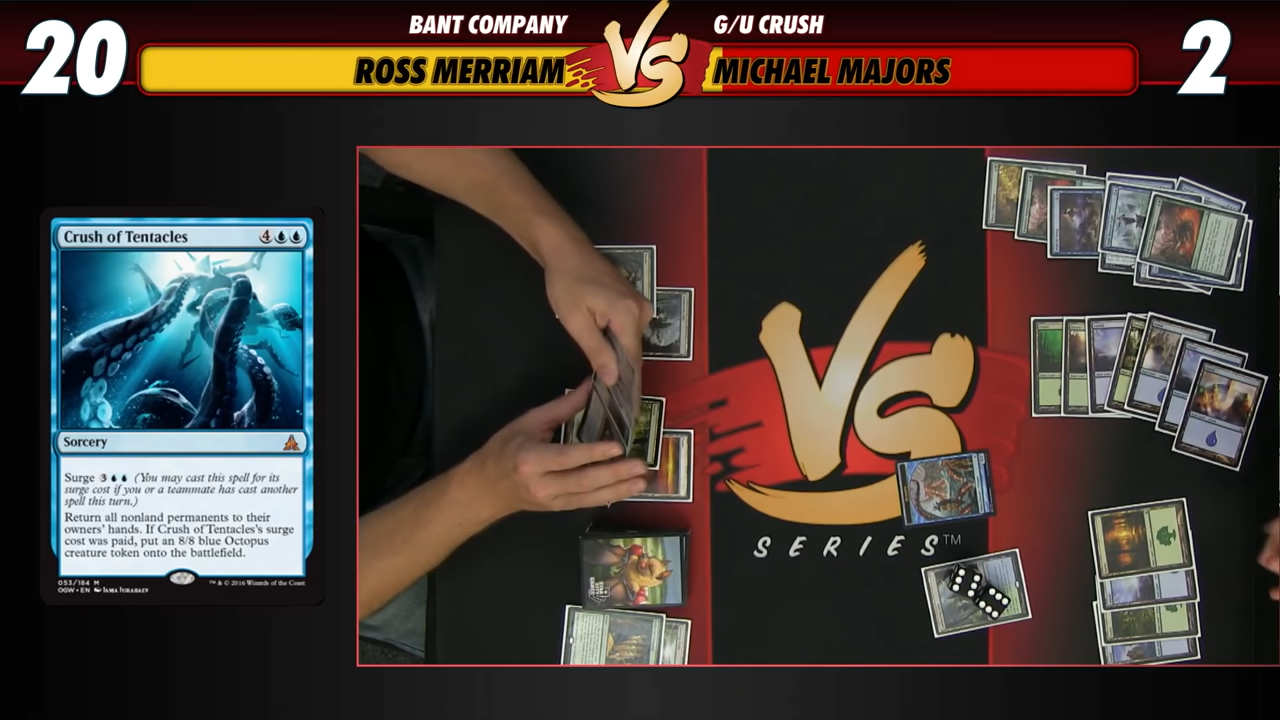 BANT COMPANY
G/U CRUSH
20
ROSS MERRIAM
VS
MICHAEL MAJORS
2
Crush of Tentacles
4
Sorcery
Surge 3 (You may cast this spell for its
surge cost if you or a teammate has cast another
spell this turn.)
Return all nonland permanents to their
owners' hands. If Crush of Tentacles's surge
cost was paid, put an 8/8 blue Octopus
creature token onto the battlefield.
053/184 M
OGW • EN
™ & © 2016 Wizards of the Coast
VS
SERIES™